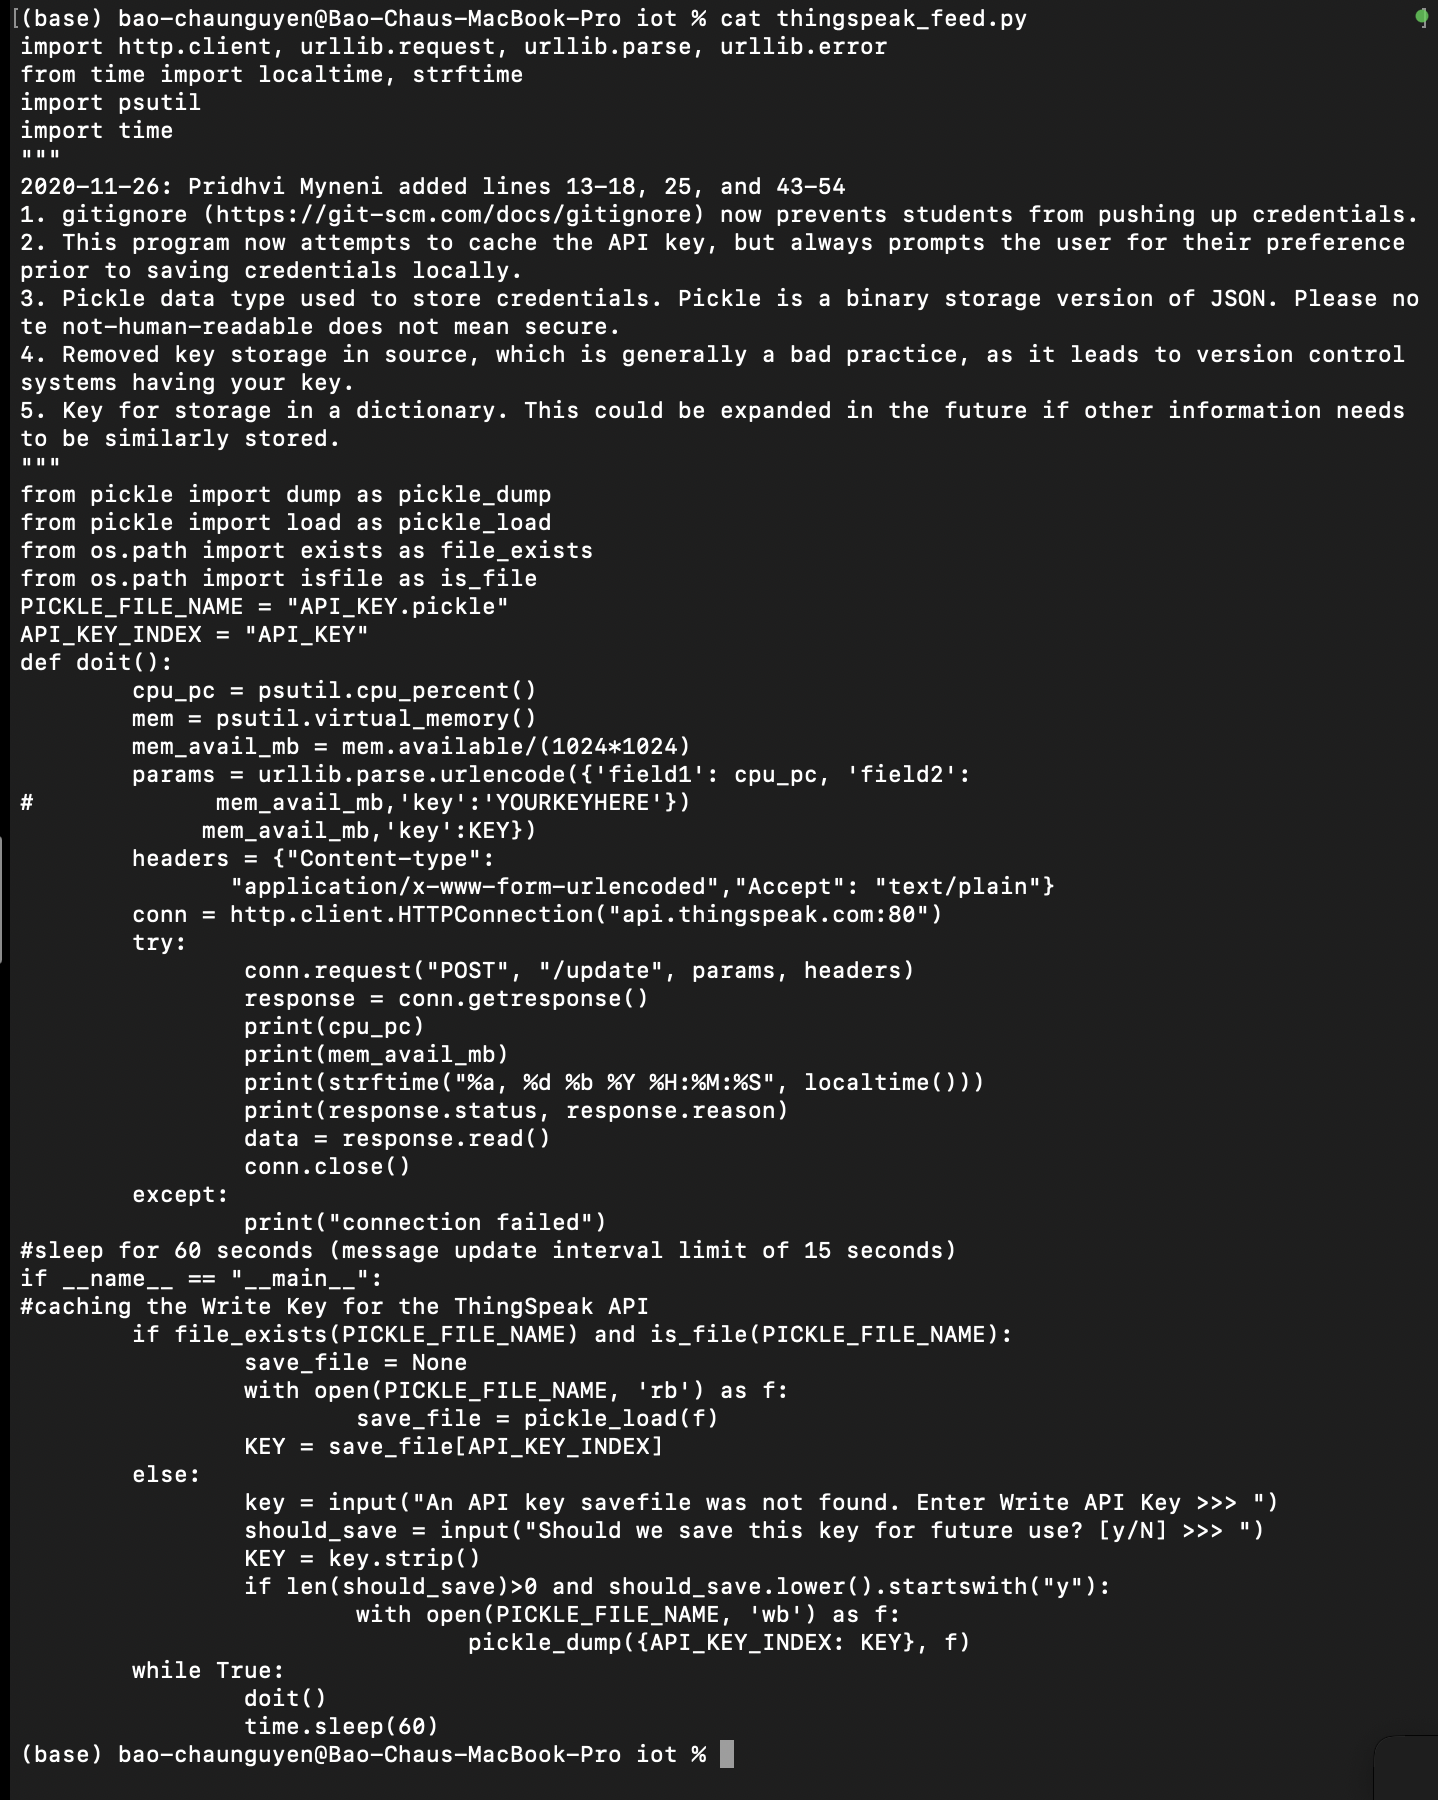 [(base) bao-chaunguyen@Bao-Chaus-MacBook-Pro iot % cat thingspeak_feed.py ]
import http.client, urllib.request, urllib.parse, urllib.error
from time import localtime, strftime
import psutil
import time
"""
2020-11-26: Pridhvi Myneni added lines 13-18, 25, and 43-54
1. gitignore (https://git-scm.com/docs/gitignore) now prevents students from pushing up credentials.
2. This program now attempts to cache the API key, but always prompts the user for their preference
prior to saving credentials locally.
3. Pickle data type used to store credentials. Pickle is a binary storage version of JSON. Please no
te not-human-readable does not mean secure.
4. Removed key storage in source, which is generally a bad practice, as it leads to version control
systems having your key.
5. Key for storage in a dictionary. This could be expanded in the future if other information needs
to be similarly stored.
"""
from pickle import dump as pickle_dump
from pickle import load as pickle_load
from os.path import exists as file_exists
from os.path import isfile as is_file
PICKLE_FILE_NAME = "API_KEY.pickle"
API_KEY_INDEX = "API_KEY"
def doit():
        cpu_pc = psutil.cpu_percent()
        mem = psutil.virtual_memory()
        mem_avail_mb = mem.available/(1024*1024)
        params = urllib.parse.urlencode({'field1': cpu_pc, 'field2':
#             mem_avail_mb,'key':'YOURKEYHERE'})
             mem_avail_mb,'key':KEY})
        headers = {"Content-type":
               "application/x-www-form-urlencoded","Accept": "text/plain"}
        conn = http.client.HTTPConnection("api.thingspeak.com:80")
        try:
                conn.request("POST", "/update", params, headers)
                response = conn.getresponse()
                print(cpu_pc)
                print(mem_avail_mb)
                print(strftime("%a, %d %b %Y %H:%M:%S", localtime()))
                print(response.status, response.reason)
                data = response.read()
                conn.close()
        except:
                print("connection failed")
#sleep for 60 seconds (message update interval limit of 15 seconds)
if __name__ == "__main__":
#caching the Write Key for the ThingSpeak API
        if file_exists(PICKLE_FILE_NAME) and is_file(PICKLE_FILE_NAME):
                save_file = None
                with open(PICKLE_FILE_NAME, 'rb') as f:
                        save_file = pickle_load(f)
                KEY = save_file[API_KEY_INDEX]
        else:
                key = input("An API key savefile was not found. Enter Write API Key >>> ")
                should_save = input("Should we save this key for future use? [y/N] >>> ")
                KEY = key.strip()
                if len(should_save)>0 and should_save.lower().startswith("y"):
                        with open(PICKLE_FILE_NAME, 'wb') as f:
                                pickle_dump({API_KEY_INDEX: KEY}, f)
        while True:
                doit()
                time.sleep(60)
(base) bao-chaunguyen@Bao-Chaus-MacBook-Pro iot %